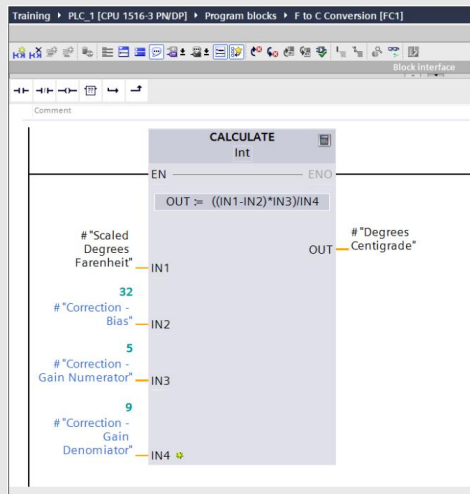 Training ▸ PLC_1 [CPU 1516-3 PN/DP] ▸ Program blocks ▸ F to C Conversion [FC1]
Block interface
Comment
CALCULATE
Int
EN
ENO
OUT := ((IN1-IN2)*IN3)/IN4
#"Scaled
Degrees
Farenheit"
IN1
OUT
#"Degrees
Centigrade"
32
#"Correction -
Bias"
IN2
5
#"Correction -
Gain Numerator"
IN3
9
#"Correction -
Gain
Denomiator"
IN4